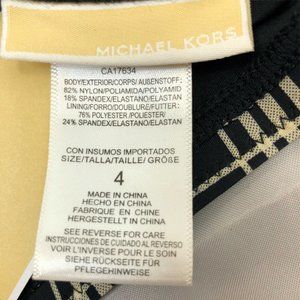 MICHAEL KORS
CA17634
BODY/EXTERIOR/CORPS/ AUßENSTOFF:
82% NYLON/POLIAMIDA/POLYAMID
18% SPANDEX/ELASTANO/ELASTAN
LINING/FORRO/DOUBLURE/FUTTER:
76% POLYESTER/POLIESTER/
24% SPANDEX/ELASTANO/ELASTAN
CON INSUMOS IMPORTADOS
SIZE/TALLA/TAILLE/ GRÖßE
4
MADE IN CHINA
HECHO EN CHINA
FABRIQUE EN CHINE
HERGESTELLT IN CHINA
SEE REVERSE FOR CARE
INSTRUCCIONES DE CUIDADO AL REVERSO
VOIR INVERSE POUR LE SOIN
SIEHE RÜCKSEITE FÜR
PFLEGEHINWEISE